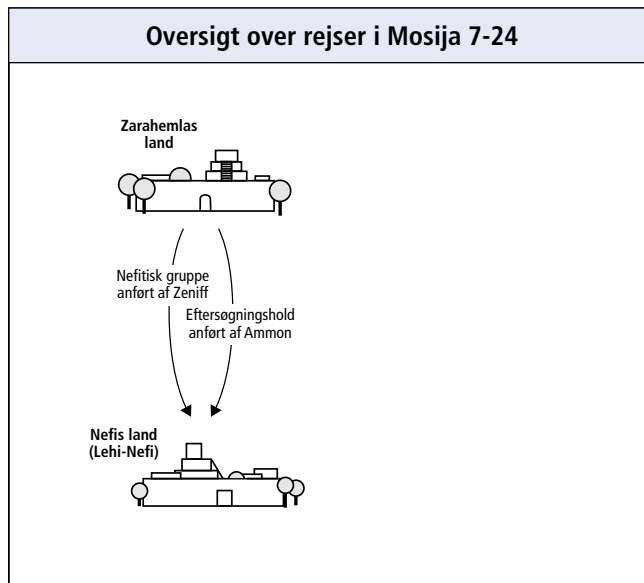 Oversigt over rejser i Mosija 7-24
Zarahemlas
land
Nefitisk gruppe
anført af Zeniff
Eftersøgningshold
anført af Ammon
Nefis land
(Lehi-Nefi)